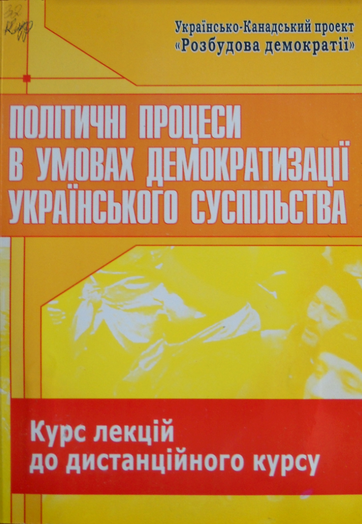 Українсько-Канадський проект
«Розбудова демократії»
ПОЛІТИЧНІ ПРОЦЕСИ
В УМОВАХ ДЕМОКРАТИЗАЦІЇ
УКРАЇНСЬКОГО СУСПІЛЬСТВА
Курс лекцій
до дистанційного курсу